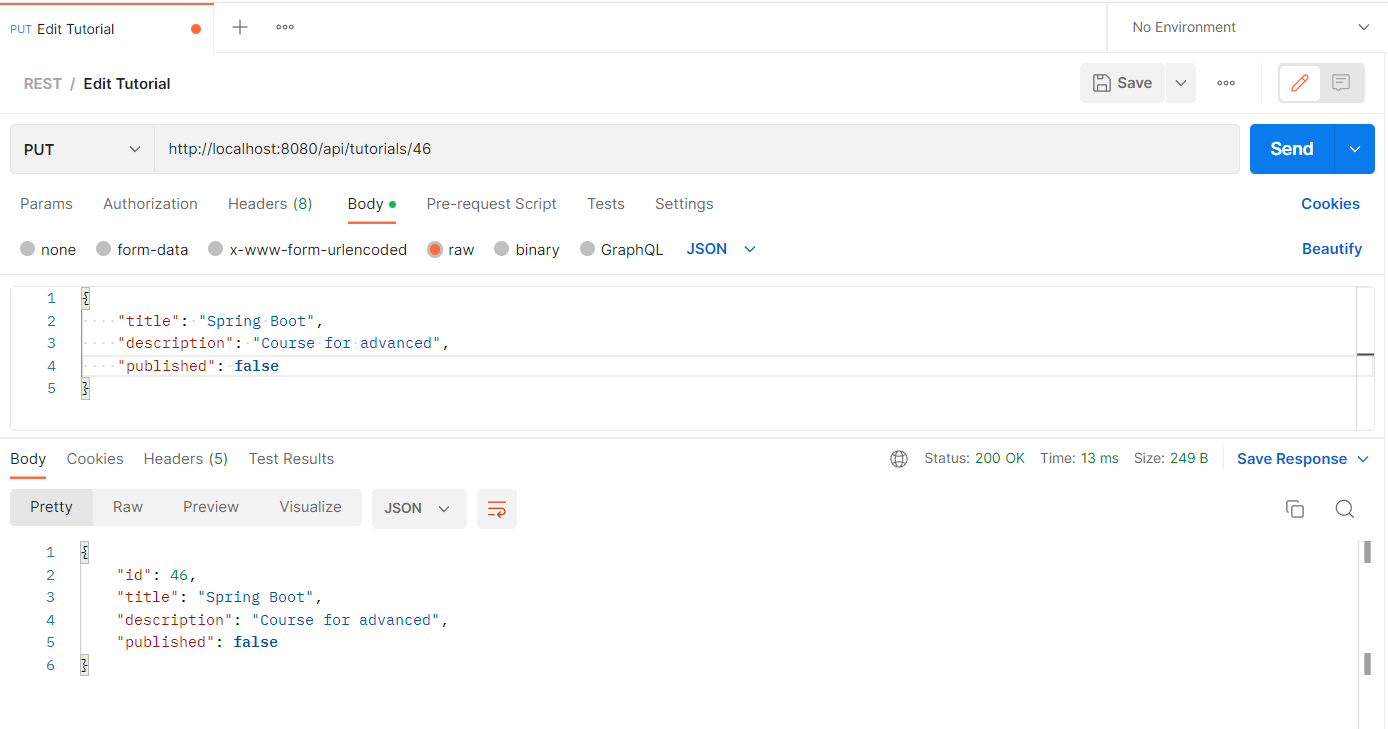 PUT Edit Tutorial No Environment
REST / Edit Tutorial Save
PUT http://localhost:8080/api/tutorials/46 Send
Params Authorization Headers (8) Body Pre-request Script Tests Settings Cookies
none form-data x-www-form-urlencoded raw binary GraphQL JSON Beautify
1 {
2 "title": "Spring Boot",
3 "description": "Course for advanced",
4 "published": false
5 }
Body Cookies Headers (5) Test Results Status: 200 OK Time: 13 ms Size: 249 B Save Response
Pretty Raw Preview Visualize JSON
1 {
2 "id": 46,
3 "title": "Spring Boot",
4 "description": "Course for advanced",
5 "published": false
6 }